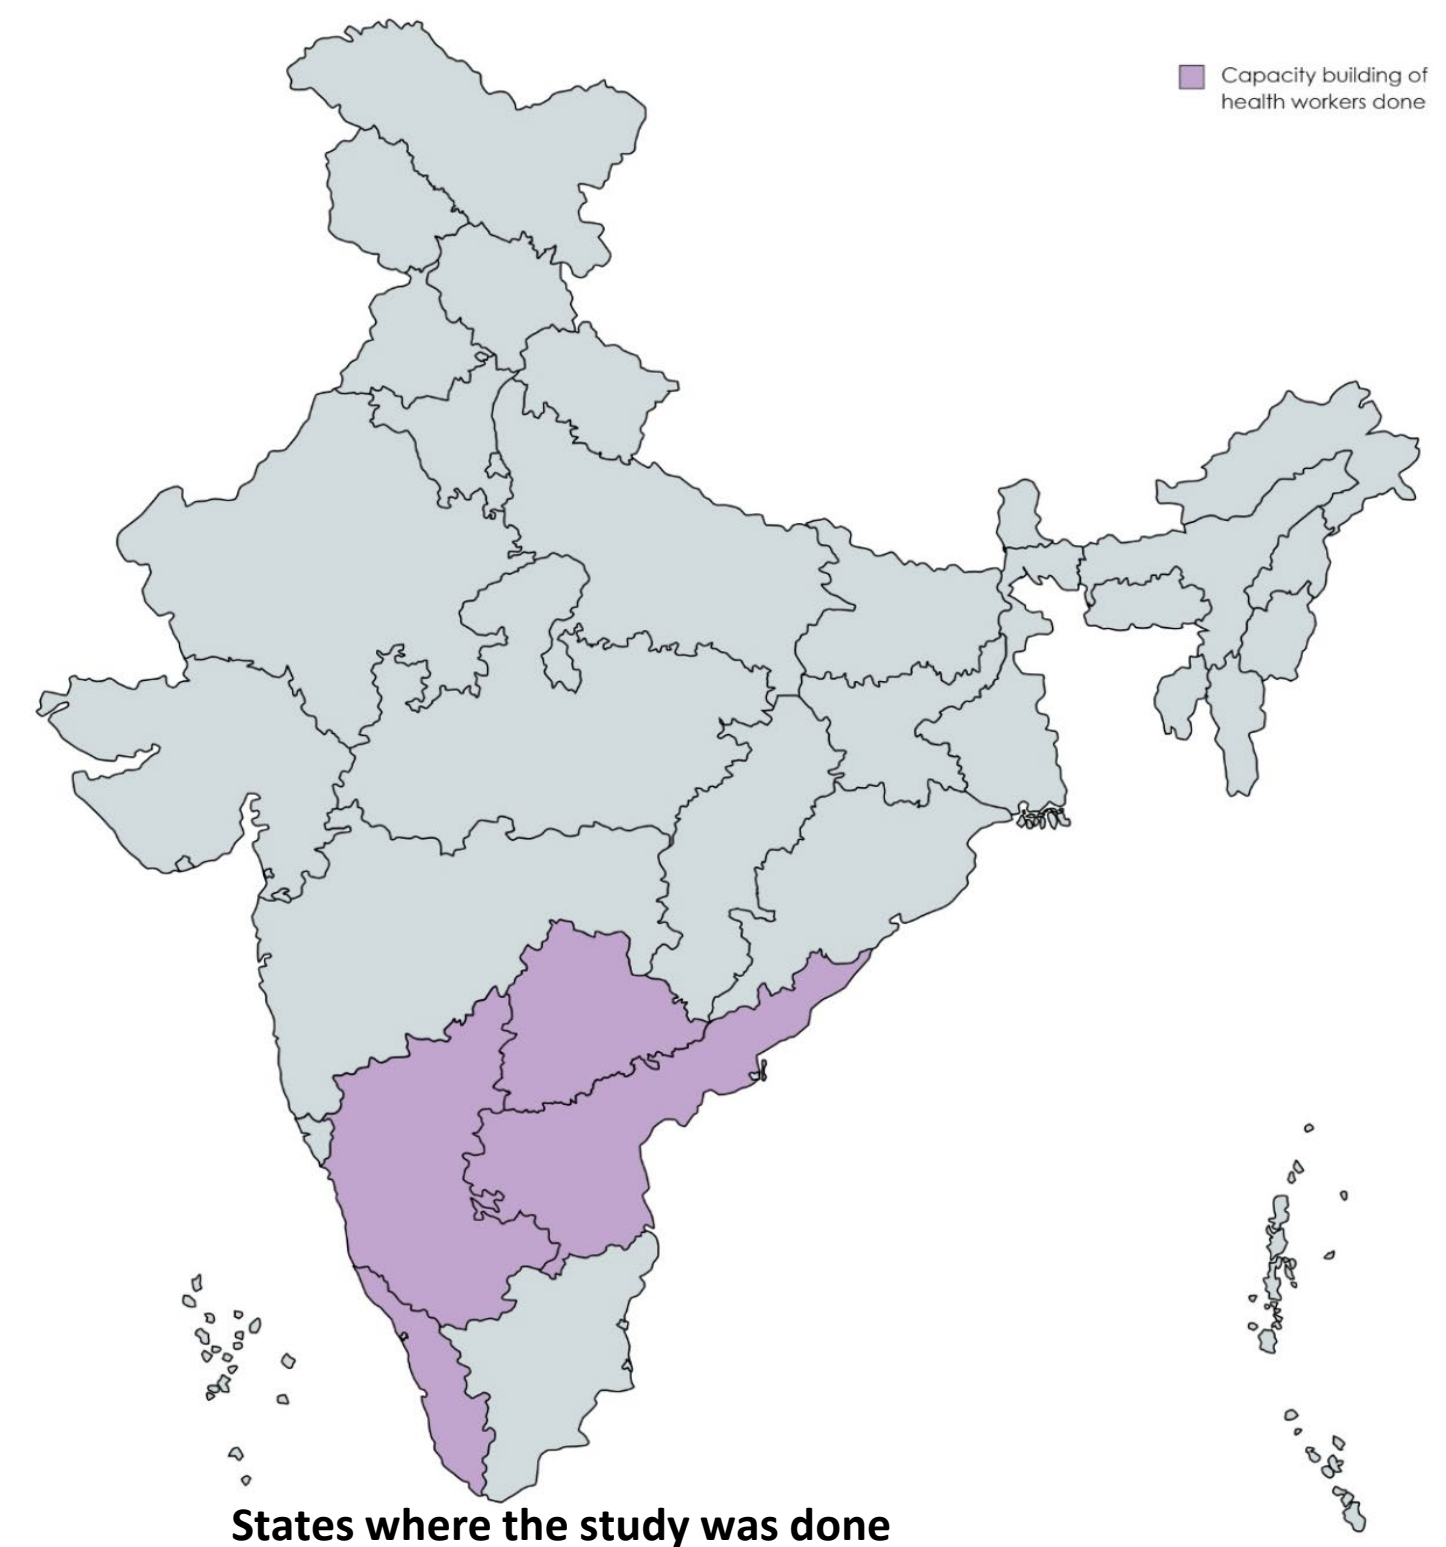 Capacity building of
health workers done
States where the study was done